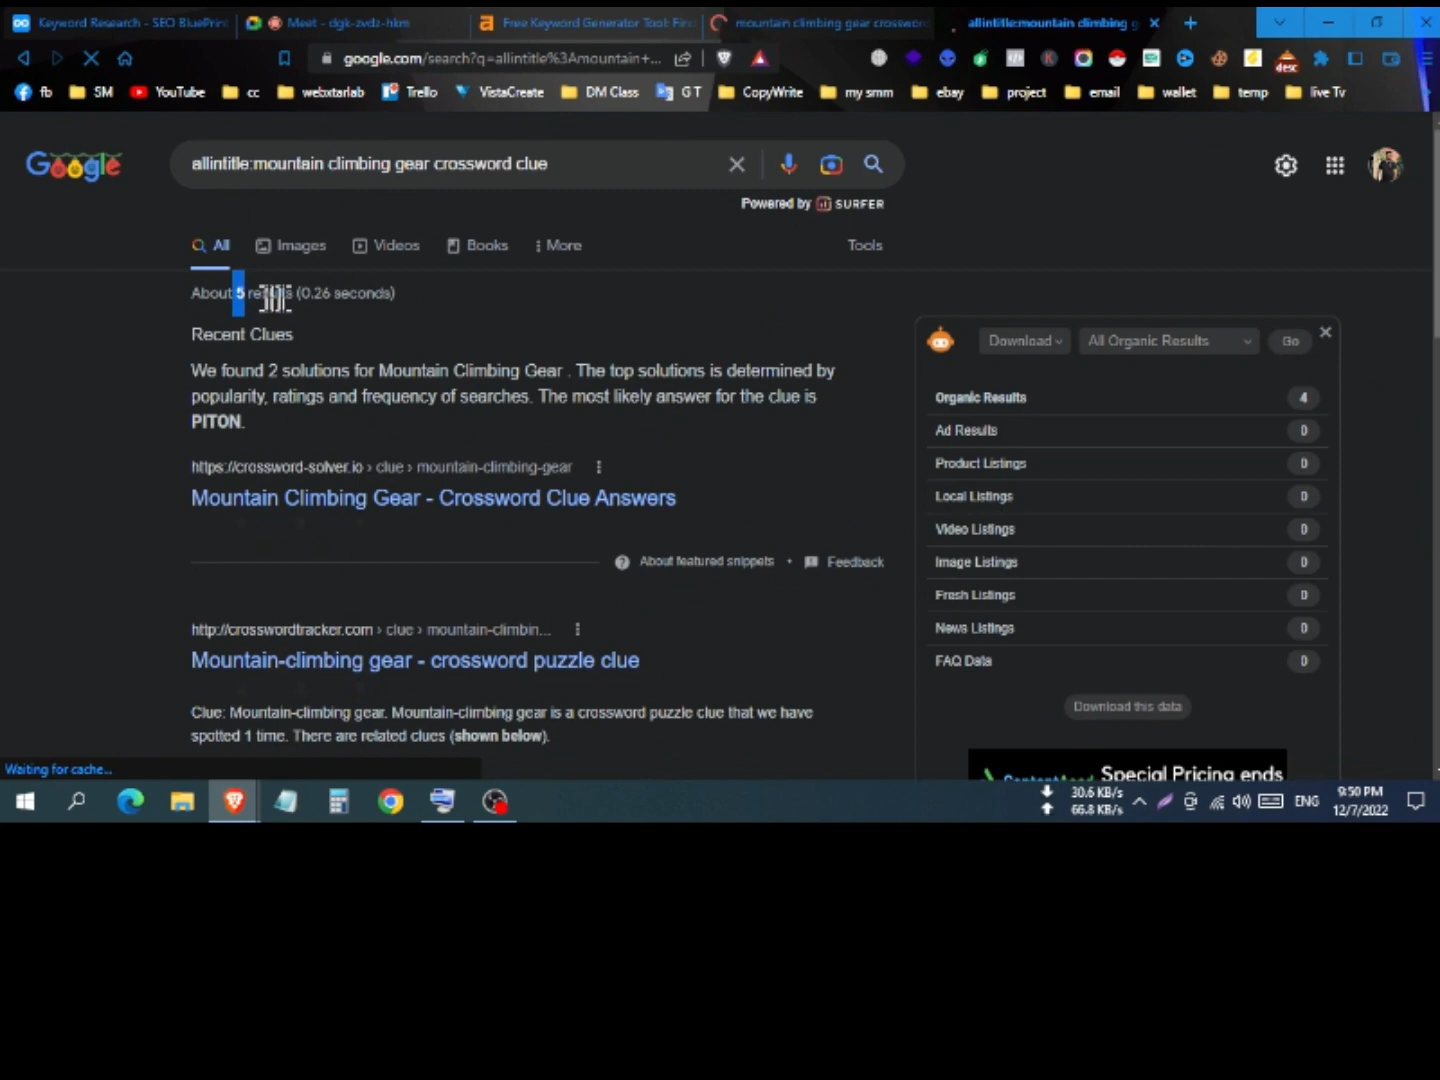 Keyword Research - SEO BluePrint
Meet - dgk-zvdz-hkm
Free Keyword Generator Tool: Fin
mountain climbing gear crosswor
allintitle:mountain climbing g
google.com/search?q=allintitle%3Amountain+...
desc
fb
SM
YouTube
cc
webxtarlab
Trello
VistaCreate
DM Class
G T
CopyWrite
my smm
ebay
project
email
wallet
temp
live Tv
Google
allintitle:mountain climbing gear crossword clue
Powered by SURFER
All
Images
Videos
Books
More
Tools
About 5 results (0.26 seconds)
Recent Clues
We found 2 solutions for Mountain Climbing Gear . The top solutions is determined by
popularity, ratings and frequency of searches. The most likely answer for the clue is
PITON.
https://crossword-solver.io › clue › mountain-climbing-gear
Mountain Climbing Gear - Crossword Clue Answers
About featured snippets • Feedback
http://crosswordtracker.com › clue › mountain-climbin...
Mountain-climbing gear - crossword puzzle clue
Clue: Mountain-climbing gear. Mountain-climbing gear is a crossword puzzle clue that we have
spotted 1 time. There are related clues (shown below).
Download
All Organic Results
Go
Organic Results 4
Ad Results 0
Product Listings 0
Local Listings 0
Video Listings 0
Image Listings 0
Fresh Listings 0
News Listings 0
FAQ Data 0
Download this data
Special Pricing ends
Waiting for cache...
30.6 KB/s
66.8 KB/s
ENG
9:50 PM
12/7/2022